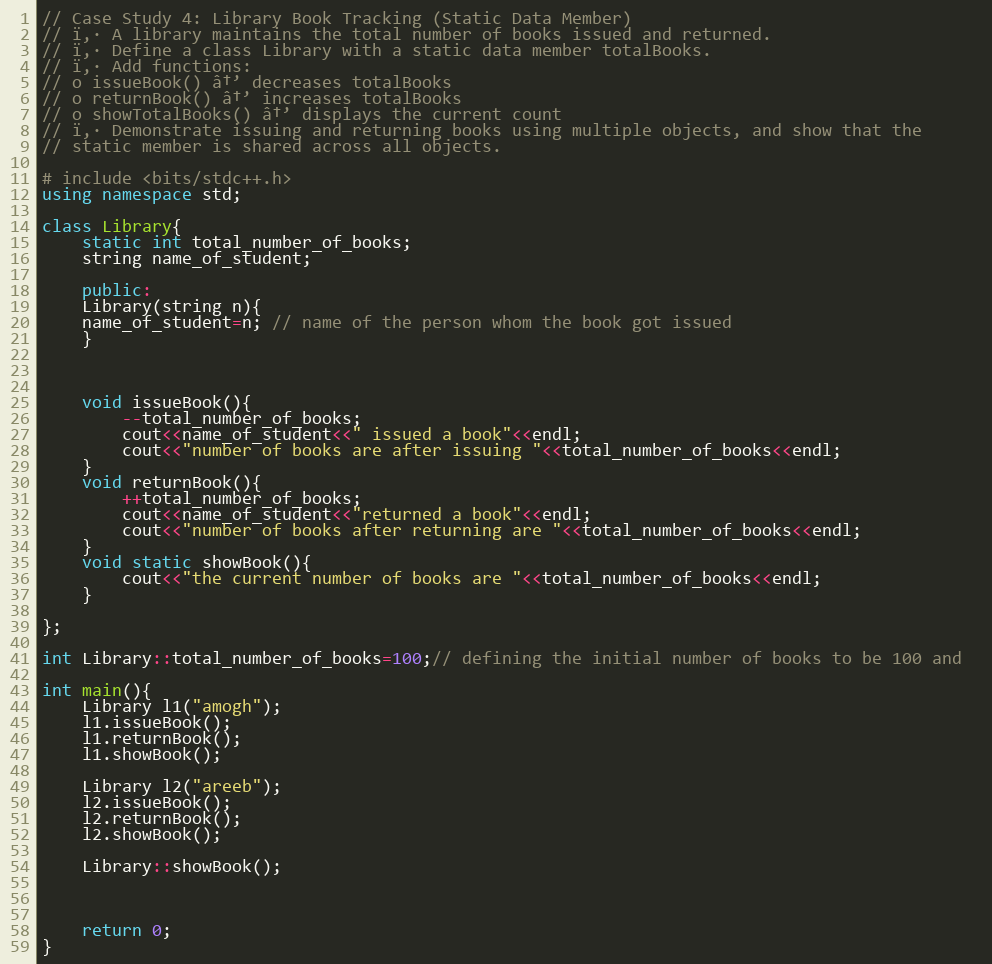 1 // Case Study 4: Library Book Tracking (Static Data Member)
2 // ï‚· A library maintains the total number of books issued and returned.
3 // ï‚· Define a class Library with a static data member totalBooks.
4 // ï‚· Add functions:
5 // o issueBook() â†’ decreases totalBooks
6 // o returnBook() â†’ increases totalBooks
7 // o showTotalBooks() â†’ displays the current count
8 // ï‚· Demonstrate issuing and returning books using multiple objects, and show that the
9 // static member is shared across all objects.
10
11 # include <bits/stdc++.h>
12 using namespace std;
13
14 class Library{
15     static int total_number_of_books;
16     string name_of_student;
17
18     public:
19     Library(string n){
20     name_of_student=n; // name of the person whom the book got issued
21     }
22
23
24
25     void issueBook(){
26         --total_number_of_books;
27         cout<<name_of_student<<" issued a book"<<endl;
28         cout<<"number of books are after issuing "<<total_number_of_books<<endl;
29     }
30     void returnBook(){
31         ++total_number_of_books;
32         cout<<name_of_student<<"returned a book"<<endl;
33         cout<<"number of books after returning are "<<total_number_of_books<<endl;
34     }
35     void static showBook(){
36         cout<<"the current number of books are "<<total_number_of_books<<endl;
37     }
38
39 };
40
41 int Library::total_number_of_books=100;// defining the initial number of books to be 100 and
42
43 int main(){
44     Library l1("amogh");
45     l1.issueBook();
46     l1.returnBook();
47     l1.showBook();
48
49     Library l2("areeb");
50     l2.issueBook();
51     l2.returnBook();
52     l2.showBook();
53
54     Library::showBook();
55
56
57
58     return 0;
59 }